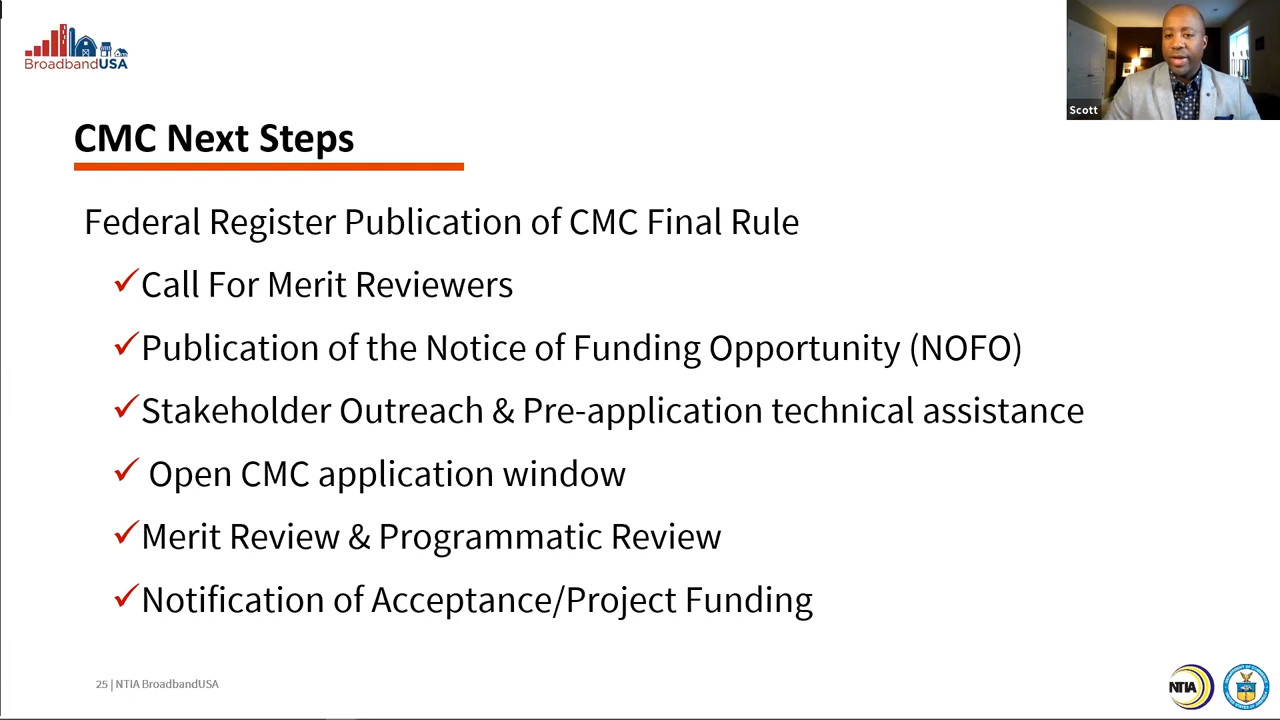 BroadbandUSA
Scott
CMC Next Steps
Federal Register Publication of CMC Final Rule
Call For Merit Reviewers
Publication of the Notice of Funding Opportunity (NOFO)
Stakeholder Outreach & Pre-application technical assistance
Open CMC application window
Merit Review & Programmatic Review
Notification of Acceptance/Project Funding
25 | NTIA BroadbandUSA
NTIA